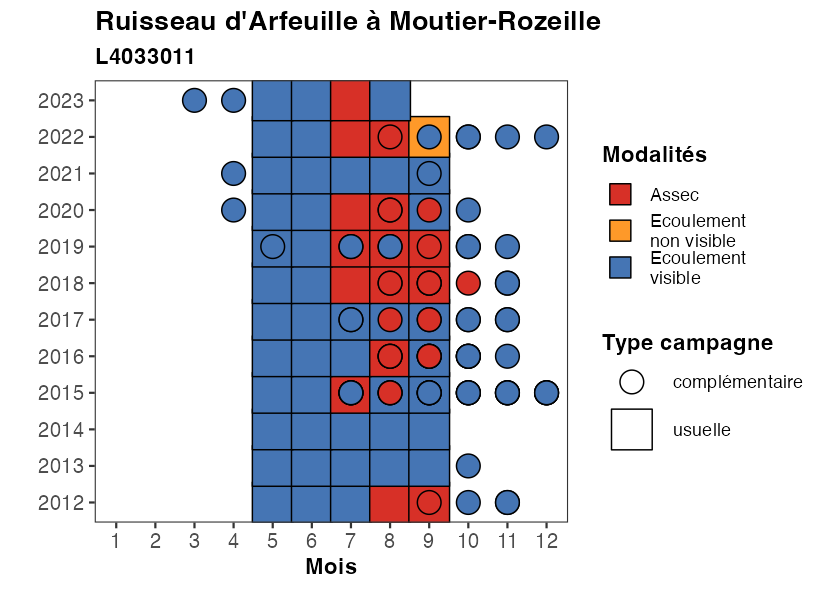 Ruisseau d'Arfeuille à Moutier-Rozeille
L4033011
2023
2022
2021
2020
2019
2018
2017
2016
2015
2014
2013
2012
1 2 3 4 5 6 7 8 9 10 11 12
Mois
Modalités
Assec
Ecoulement
non visible
Ecoulement
visible
Type campagne
complémentaire
usuelle